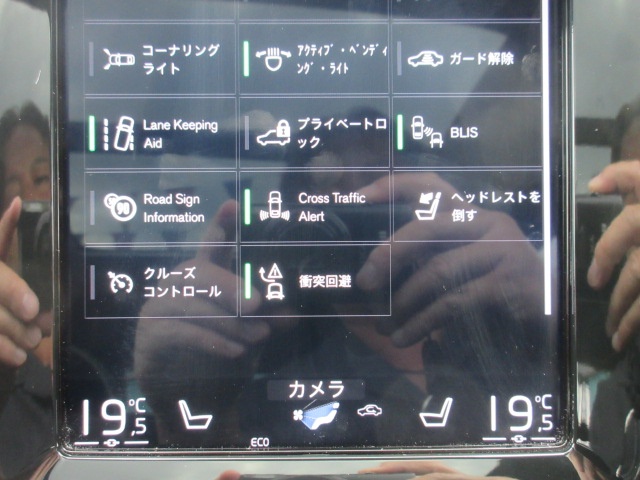 コーナリング
ライト
アクティブ・ベンディ
ング・ライト
ガード解除
Lane Keeping
Aid
プライベートロ
ック
BLIS
Road Sign
Information
Cross Traffic
Alert
ヘッドレストを
倒す
クルーズ
コントロール
衝突回避
カメラ
19,5°C
ECO
19,5°C